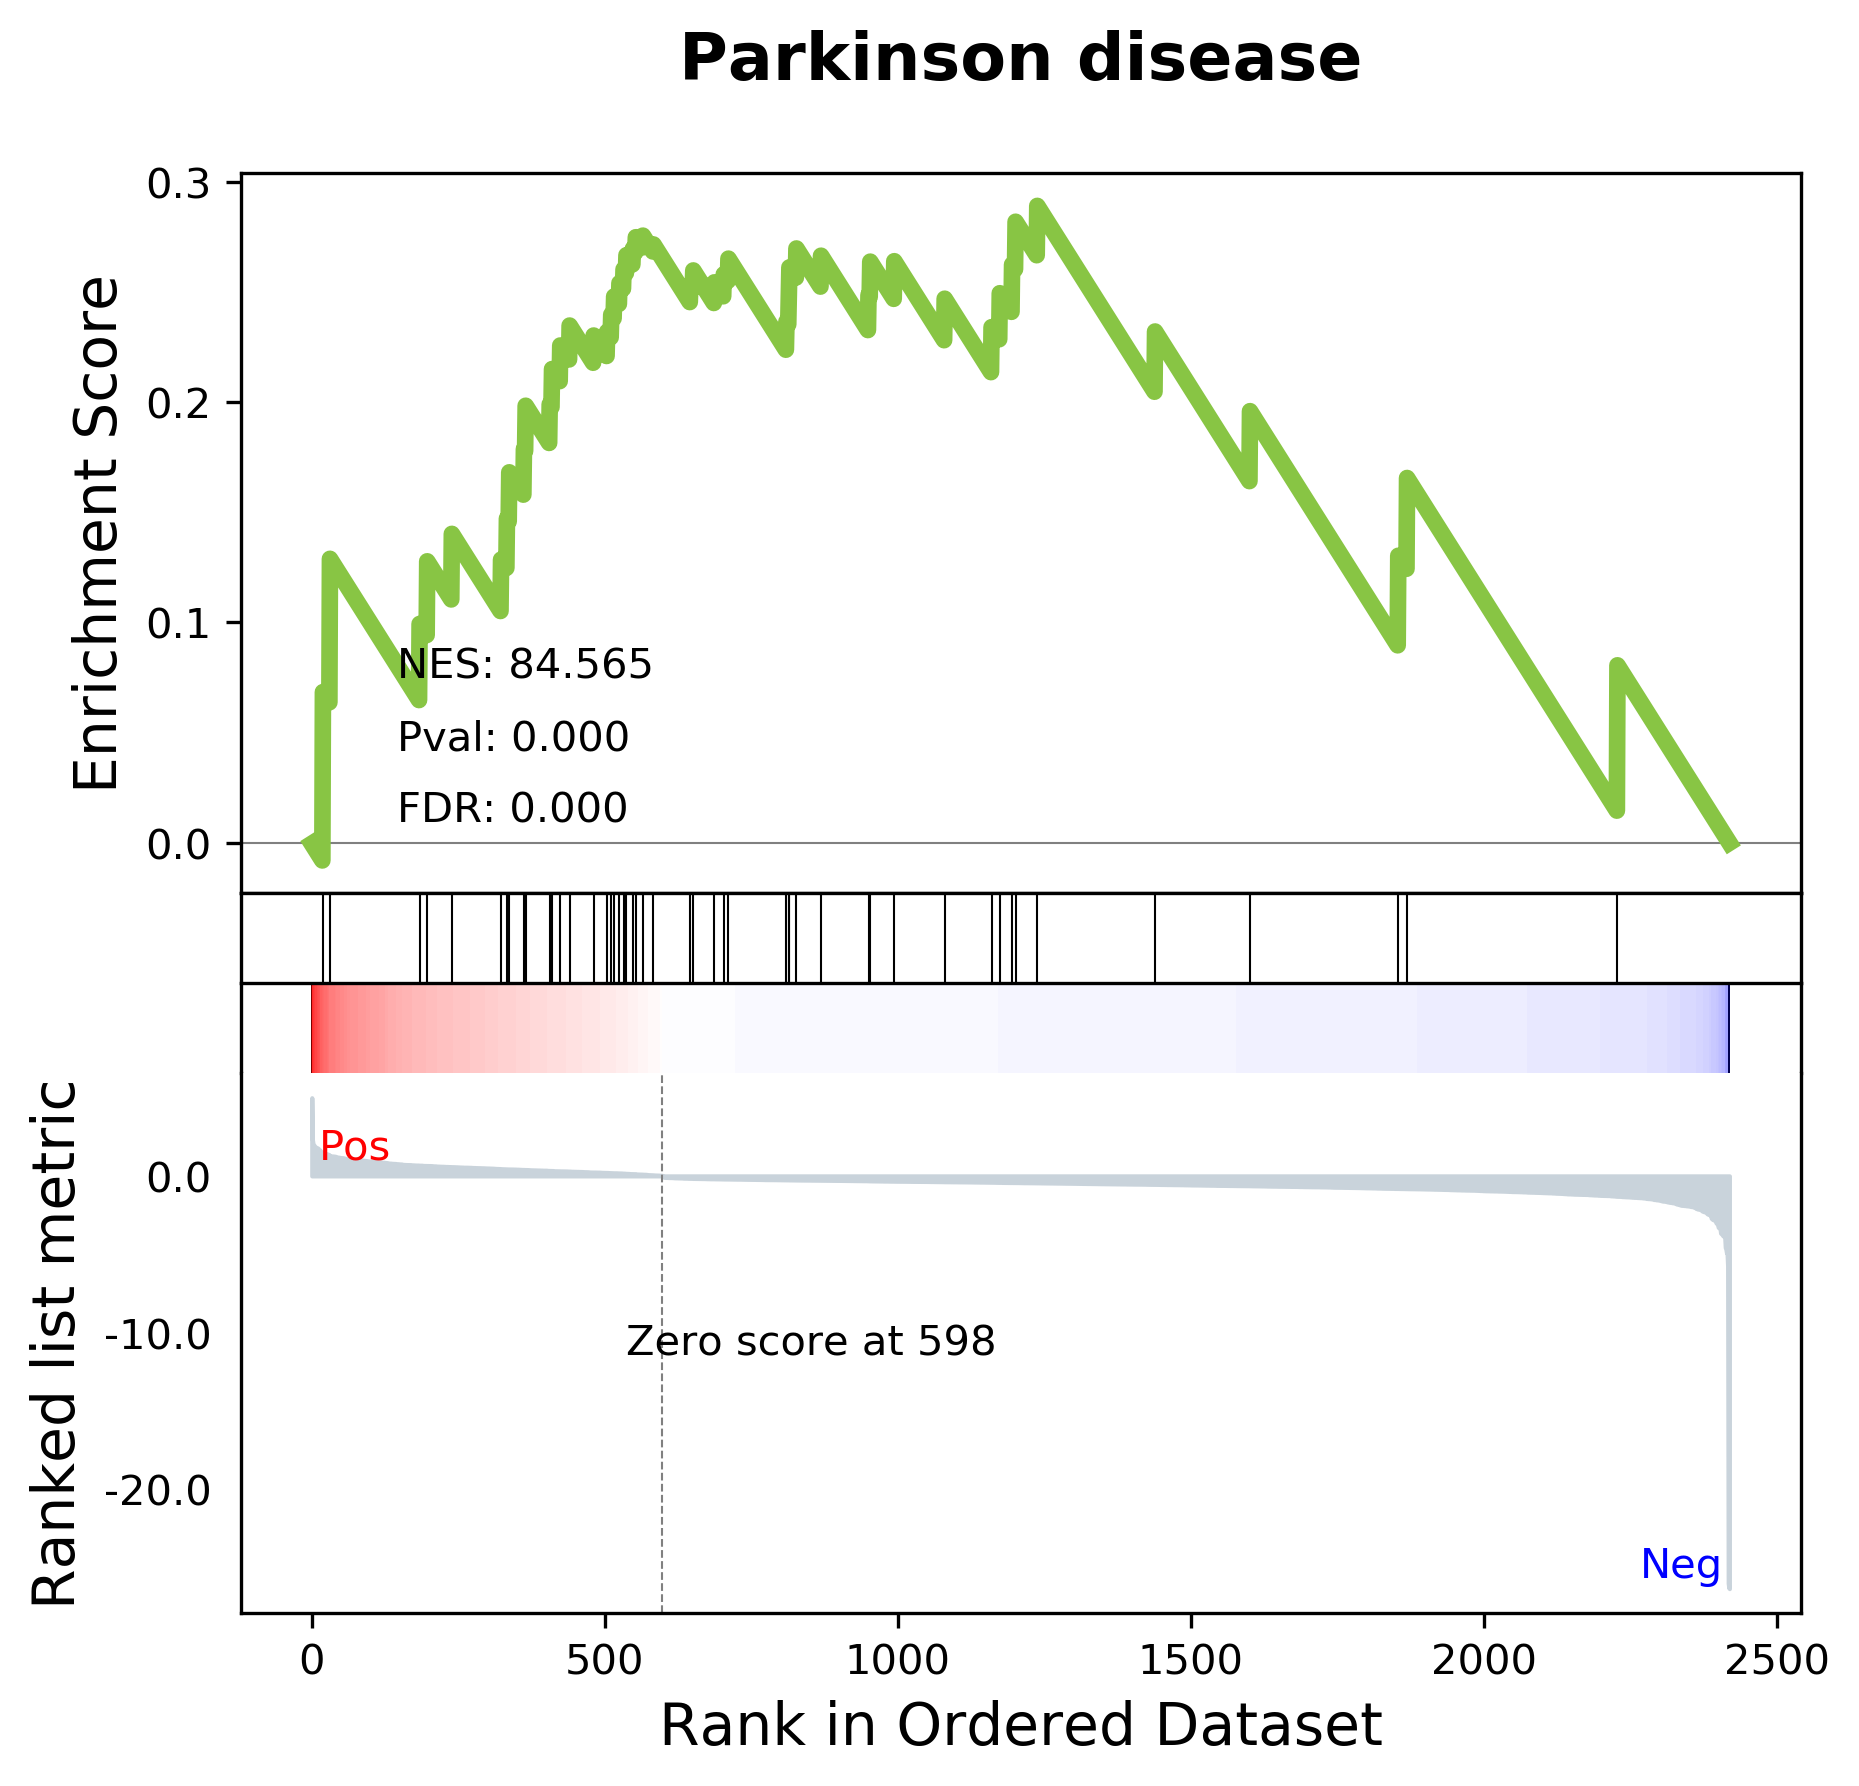 Parkinson disease
Enrichment Score
0.3
0.2
0.1
0.0
NES: 84.565
Pval: 0.000
FDR: 0.000
Ranked list metric
0.0
-10.0
-20.0
Pos
Zero score at 598
Neg
0 500 1000 1500 2000 2500
Rank in Ordered Dataset